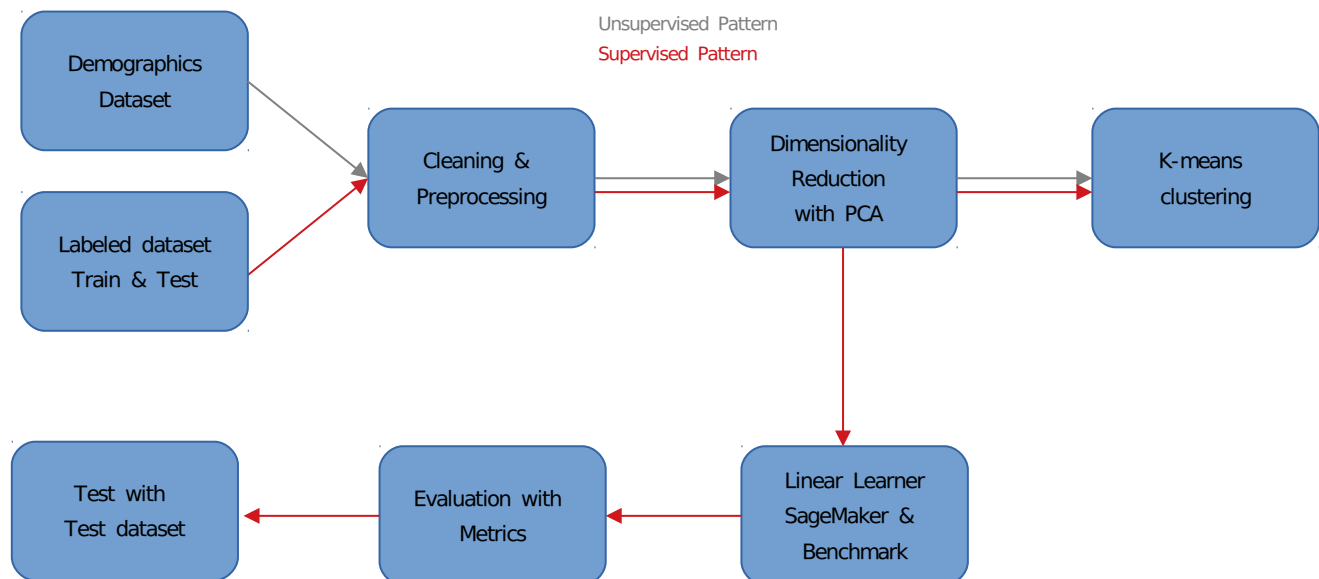 Unsupervised Pattern
Supervised Pattern
Demographics
Dataset
Labeled dataset
Train & Test
Cleaning &
Preprocessing
Dimensionality
Reduction
with PCA
K-means
clustering
Linear Learner
SageMaker &
Benchmark
Evaluation with
Metrics
Test with
Test dataset